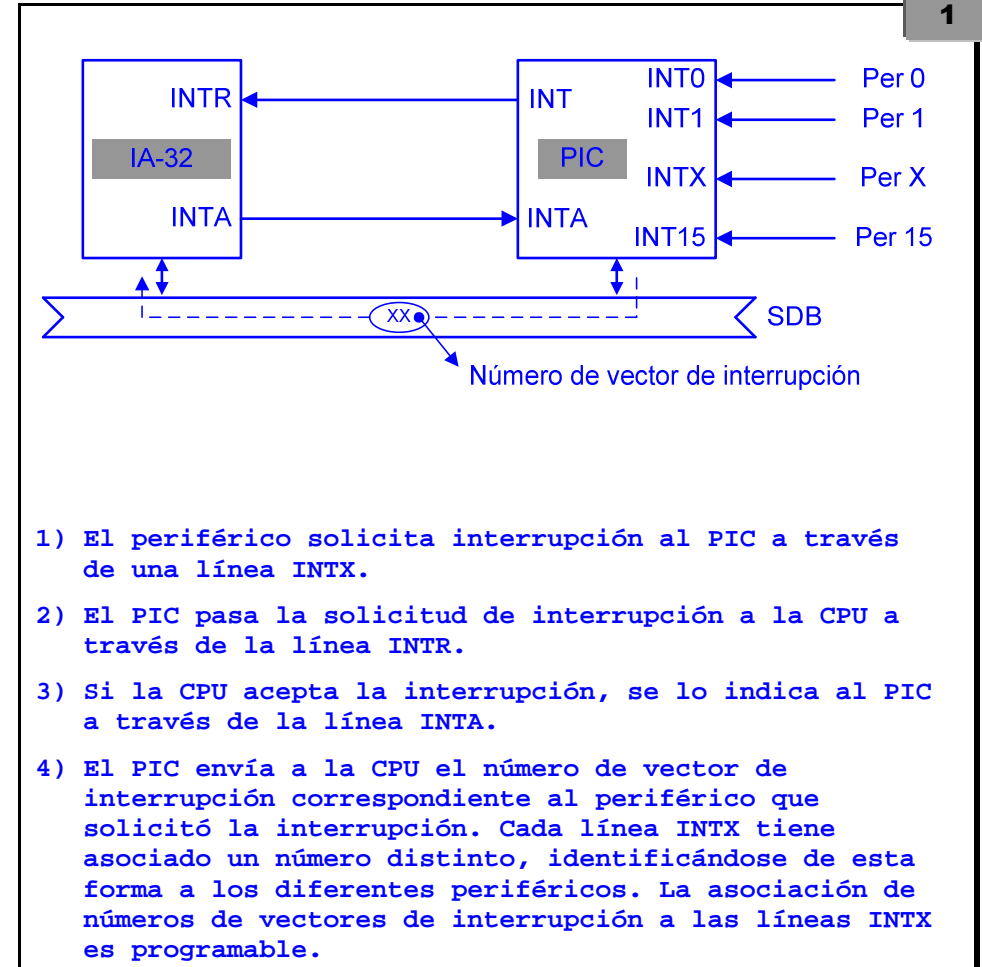 1
INTR
INT
INT0
Per 0
INT1
Per 1
IA-32
PIC
INTX
Per X
INTA
INTA
INT15
Per 15
XX
SDB
Número de vector de interrupción
1) El periférico solicita interrupción al PIC a través
de una línea INTX.
2) El PIC pasa la solicitud de interrupción a la CPU a
través de la línea INTR.
3) Si la CPU acepta la interrupción, se lo indica al PIC
a través de la línea INTA.
4) El PIC envía a la CPU el número de vector de
interrupción correspondiente al periférico que
solicitó la interrupción. Cada línea INTX tiene
asociado un número distinto, identificándose de esta
forma a los diferentes periféricos. La asociación de
números de vectores de interrupción a las líneas INTX
es programable.